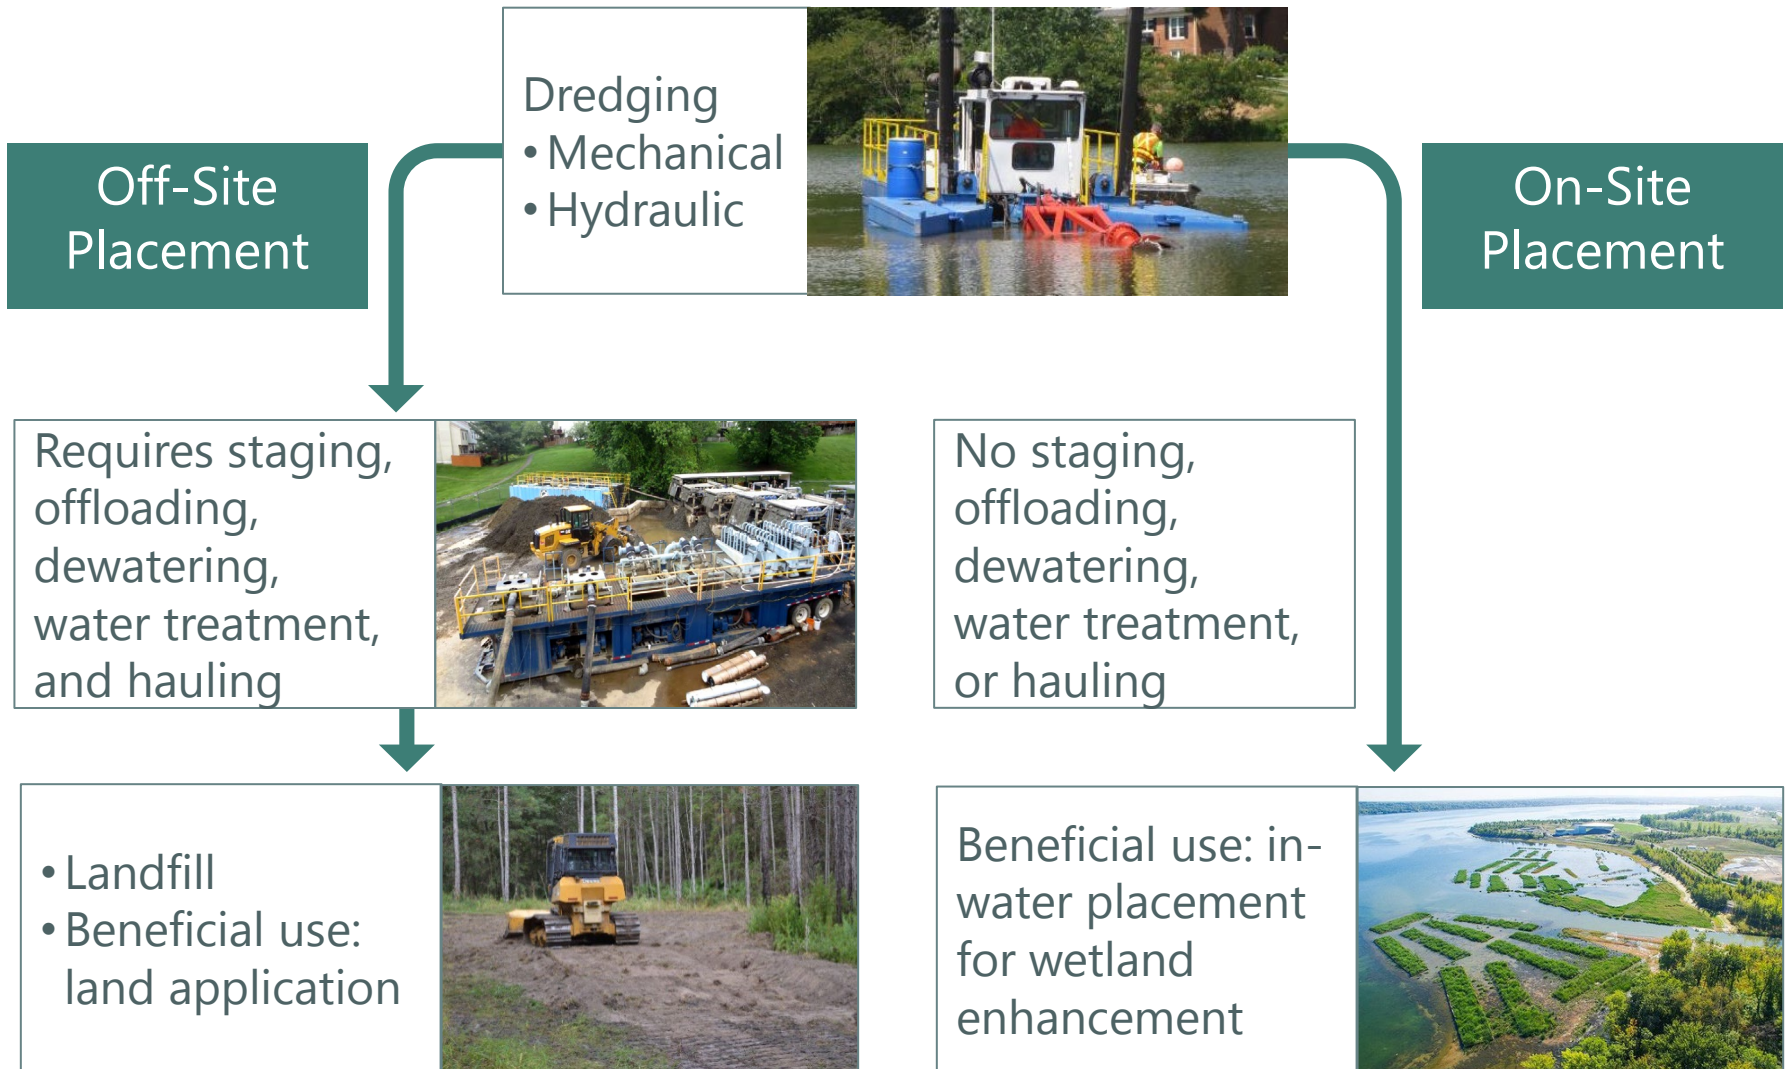 Dredging
• Mechanical
• Hydraulic
Off-Site
Placement
On-Site
Placement
Requires staging,
offloading,
dewatering,
water treatment,
and hauling
No staging,
offloading,
dewatering,
water treatment,
or hauling
• Landfill
• Beneficial use:
land application
Beneficial use: in-
water placement
for wetland
enhancement